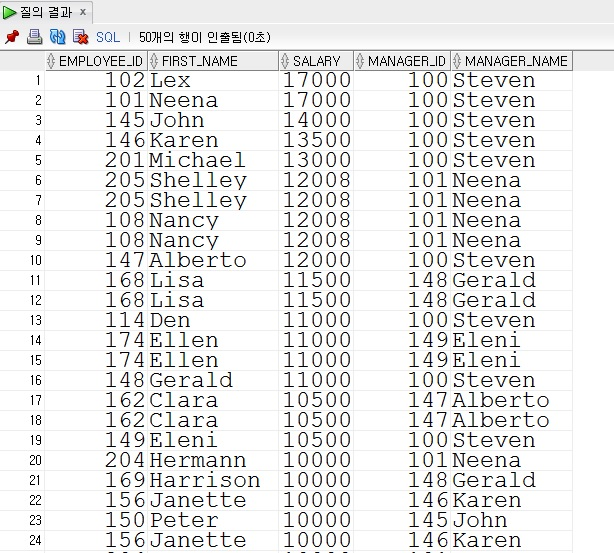 질의 결과 x
SQL | 50개의 행이 인출됨(0초)
EMPLOYEE_ID FIRST_NAME SALARY MANAGER_ID MANAGER_NAME
1 102 Lex 17000 100 Steven
2 101 Neena 17000 100 Steven
3 145 John 14000 100 Steven
4 146 Karen 13500 100 Steven
5 201 Michael 13000 100 Steven
6 205 Shelley 12008 101 Neena
7 205 Shelley 12008 101 Neena
8 108 Nancy 12008 101 Neena
9 108 Nancy 12008 101 Neena
10 147 Alberto 12000 100 Steven
11 168 Lisa 11500 148 Gerald
12 168 Lisa 11500 148 Gerald
13 114 Den 11000 100 Steven
14 174 Ellen 11000 149 Eleni
15 174 Ellen 11000 149 Eleni
16 148 Gerald 11000 100 Steven
17 162 Clara 10500 147 Alberto
18 162 Clara 10500 147 Alberto
19 149 Eleni 10500 100 Steven
20 204 Hermann 10000 101 Neena
21 169 Harrison 10000 148 Gerald
22 156 Janette 10000 146 Karen
23 150 Peter 10000 145 John
24 156 Janette 10000 146 Karen